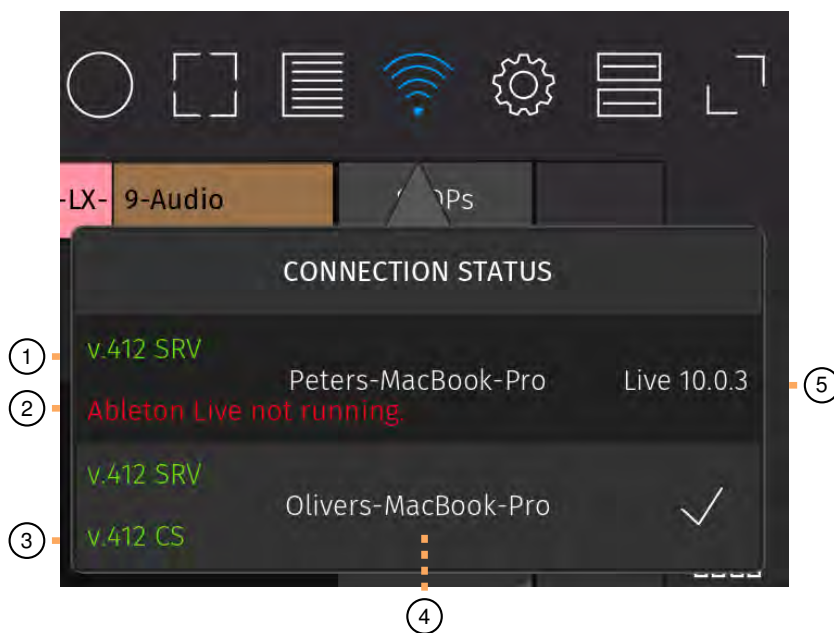 -LX-
9-Audio
CONNECTION STATUS
1
v.412 SRV
Peters-MacBook-Pro
Live 10.0.3
5
2
Ableton Live not running.
v.412 SRV
Olivers-MacBook-Pro
3
v.412 CS
4